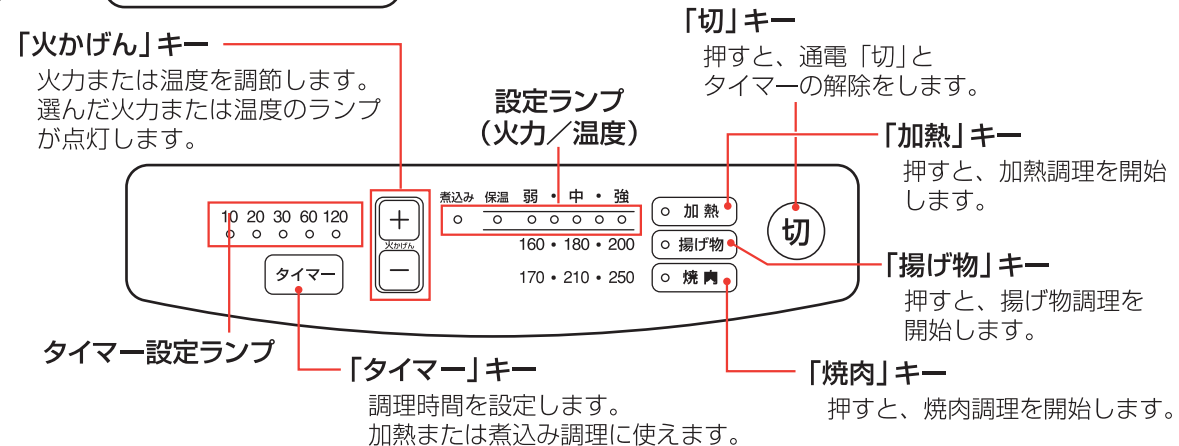 「切」キー
押すと、通電「切」と
タイマーの解除をします。
「火かげん」キー
火力または温度を調節します。
選んだ火力または温度のランプ
が点灯します。
設定ランプ
（火力／温度）
「加熱」キー
押すと、加熱調理を開始
します。
煮込み 保温 弱・中・強
加熱
10 20 30 60 120
＋
火かげん
－
切
160・180・200
揚げ物
タイマー
170・210・250
焼肉
「揚げ物」キー
押すと、揚げ物調理を
開始します。
タイマー設定ランプ
「タイマー」キー
調理時間を設定します。
加熱または煮込み調理に使えます。
「焼肉」キー
押すと、焼肉調理を開始します。